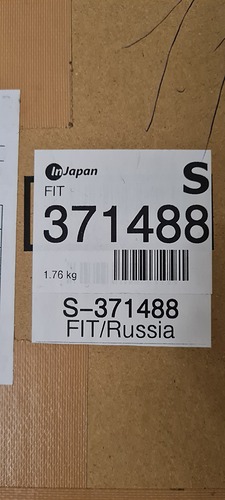 InJapan
S
FIT
371488
1.76 kg
S-371488
FIT/Russia